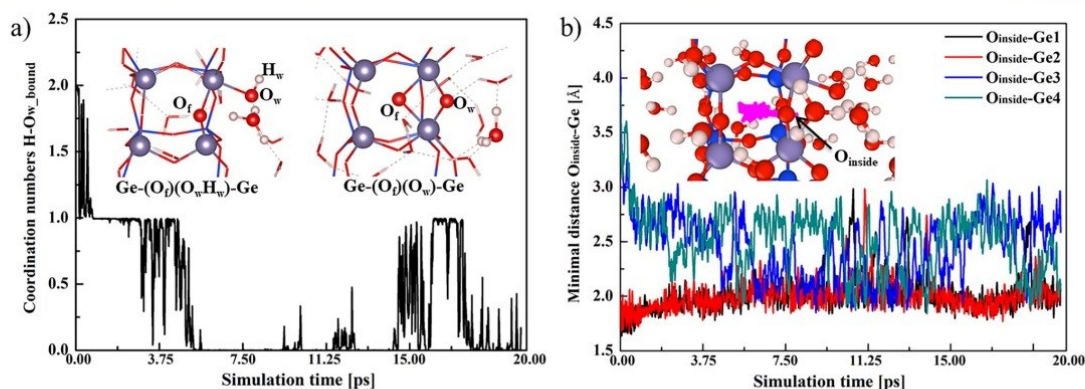 a)
Coordination numbers H-Ow_bound
2.5
2.0
1.5
1.0
0.5
0.0
Hw
Ow
Of
Ge-(Of)(OwHw)-Ge
Of
Ow
Ge-(Of)(Ow)-Ge
0.00 3.75 7.50 11.25 15.00 20.00
Simulation time [ps]
b)
Minimal distance Oinside-Ge [Å]
4.5
4.0
3.5
3.0
2.5
2.0
1.5
Oinside-Ge1
Oinside-Ge2
Oinside-Ge3
Oinside-Ge4
Oinside
0.00 3.75 7.50 11.25 15.00 20.00
Simulation time [ps]